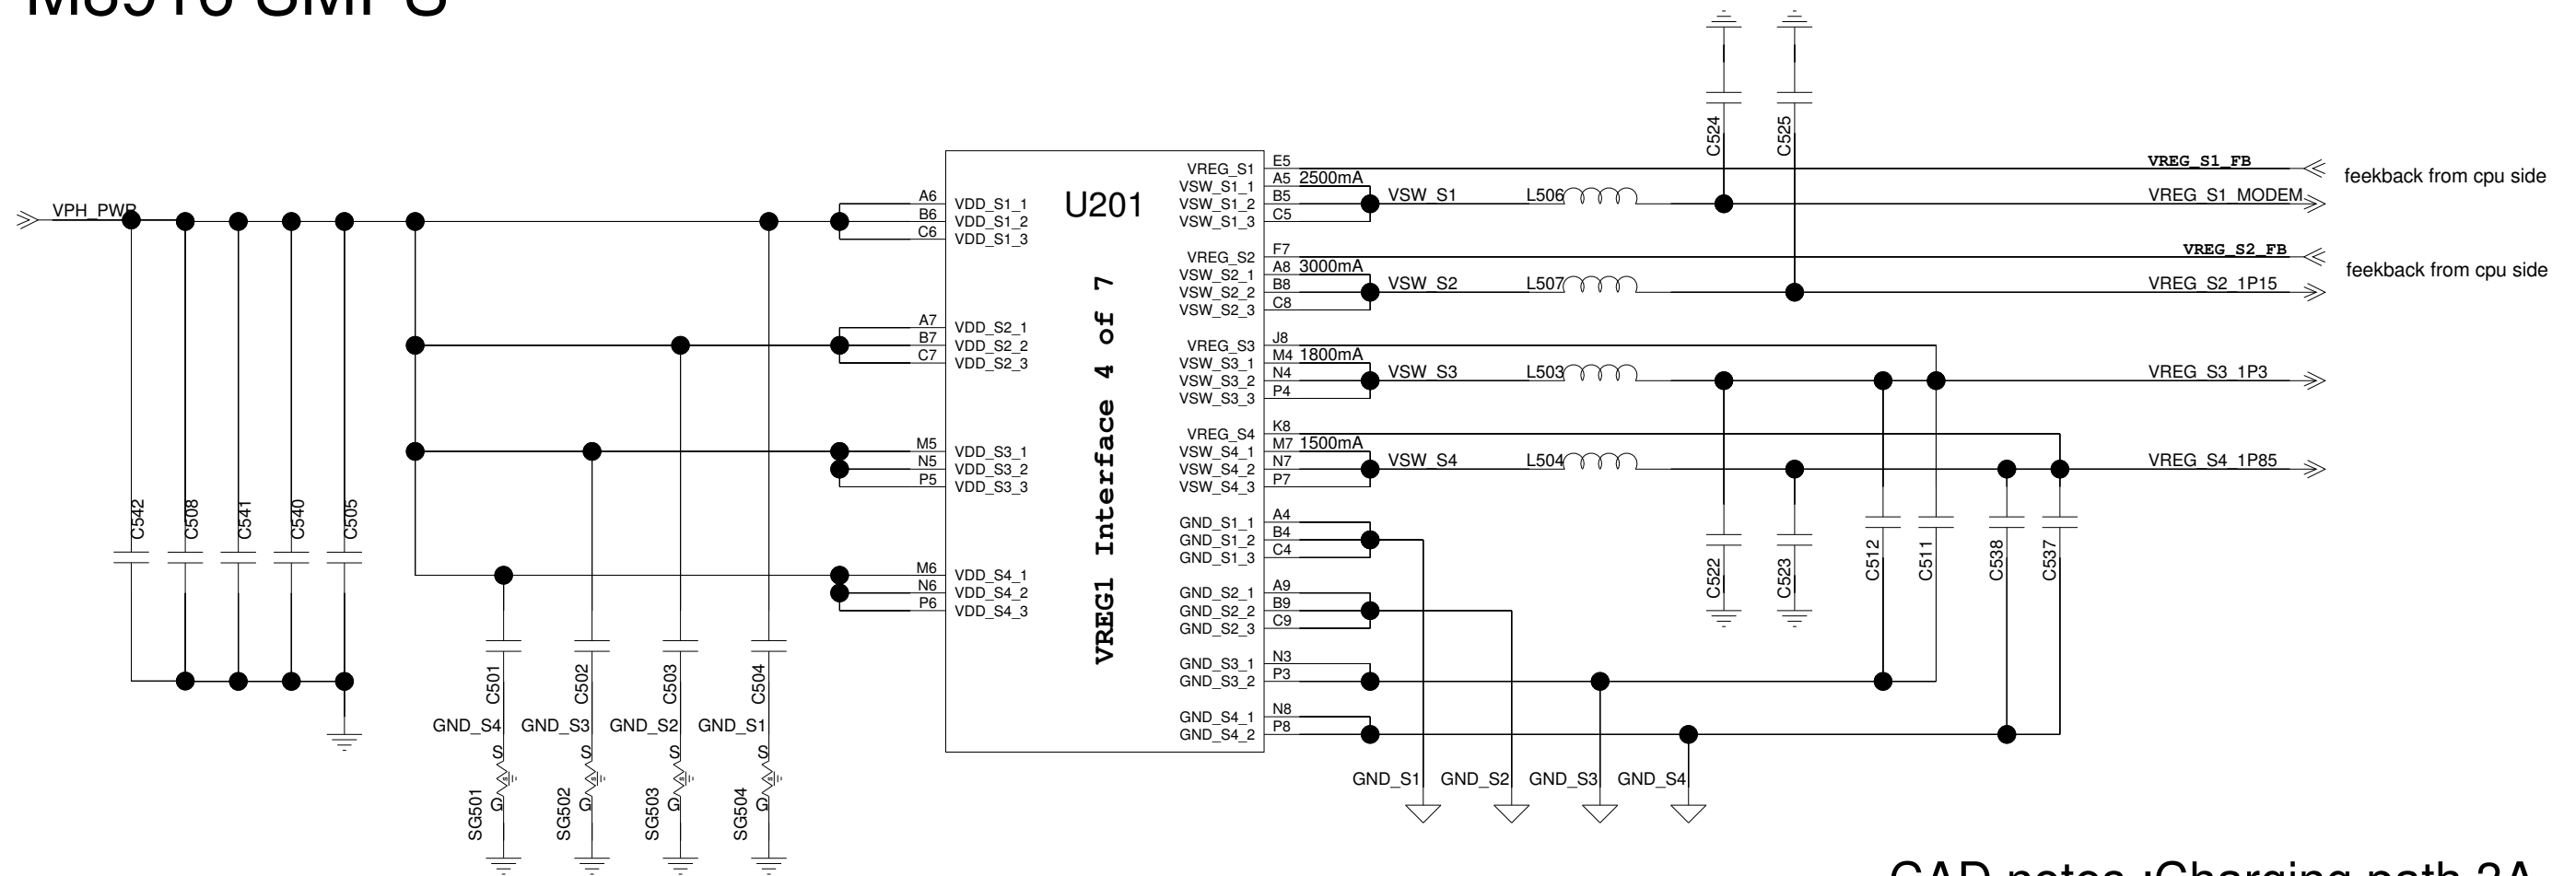 M8916 SMPS
C524
C525
VPH_PWR
C542
C508
C541
C540
C505
A6 VDD_S1_1
B6 VDD_S1_2
C6 VDD_S1_3
A7 VDD_S2_1
B7 VDD_S2_2
C7 VDD_S2_3
M5 VDD_S3_1
N5 VDD_S3_2
P5 VDD_S3_3
M6 VDD_S4_1
N6 VDD_S4_2
P6 VDD_S4_3
U201
VREG1 Interface 4 of 7
VREG_S1 E5
VSW_S1_1 A5 2500mA
VSW_S1_2 B5
VSW_S1_3 C5
VSW_S1
L506
VREG_S1_FB
feekback from cpu side
VREG_S1_MODEM
VREG_S2 F7
VSW_S2_1 A8 3000mA
VSW_S2_2 B8
VSW_S2_3 C8
VSW_S2
L507
VREG_S2_FB
feekback from cpu side
VREG_S2_1P15
VREG_S3 J8
VSW_S3_1 M4 1800mA
VSW_S3_2 N4
VSW_S3_3 P4
VSW_S3
L503
VREG_S3_1P3
VREG_S4 K8
VSW_S4_1 M7 1500mA
VSW_S4_2 N7
VSW_S4_3 P7
VSW_S4
L504
VREG_S4_1P85
GND_S1_1 A4
GND_S1_2 B4
GND_S1_3 C4
GND_S2_1 A9
GND_S2_2 B9
GND_S2_3 C9
GND_S3_1 N3
GND_S3_2 P3
GND_S4_1 N8
GND_S4_2 P8
C522
C523
C512
C511
C538
C537
C501
C502
C503
C504
GND_S4
GND_S3
GND_S2
GND_S1
S
S
S
S
G
G
G
G
SG501
SG502
SG503
SG504
GND_S1
GND_S2
GND_S3
GND_S4
CAD notes :Charging path 2A